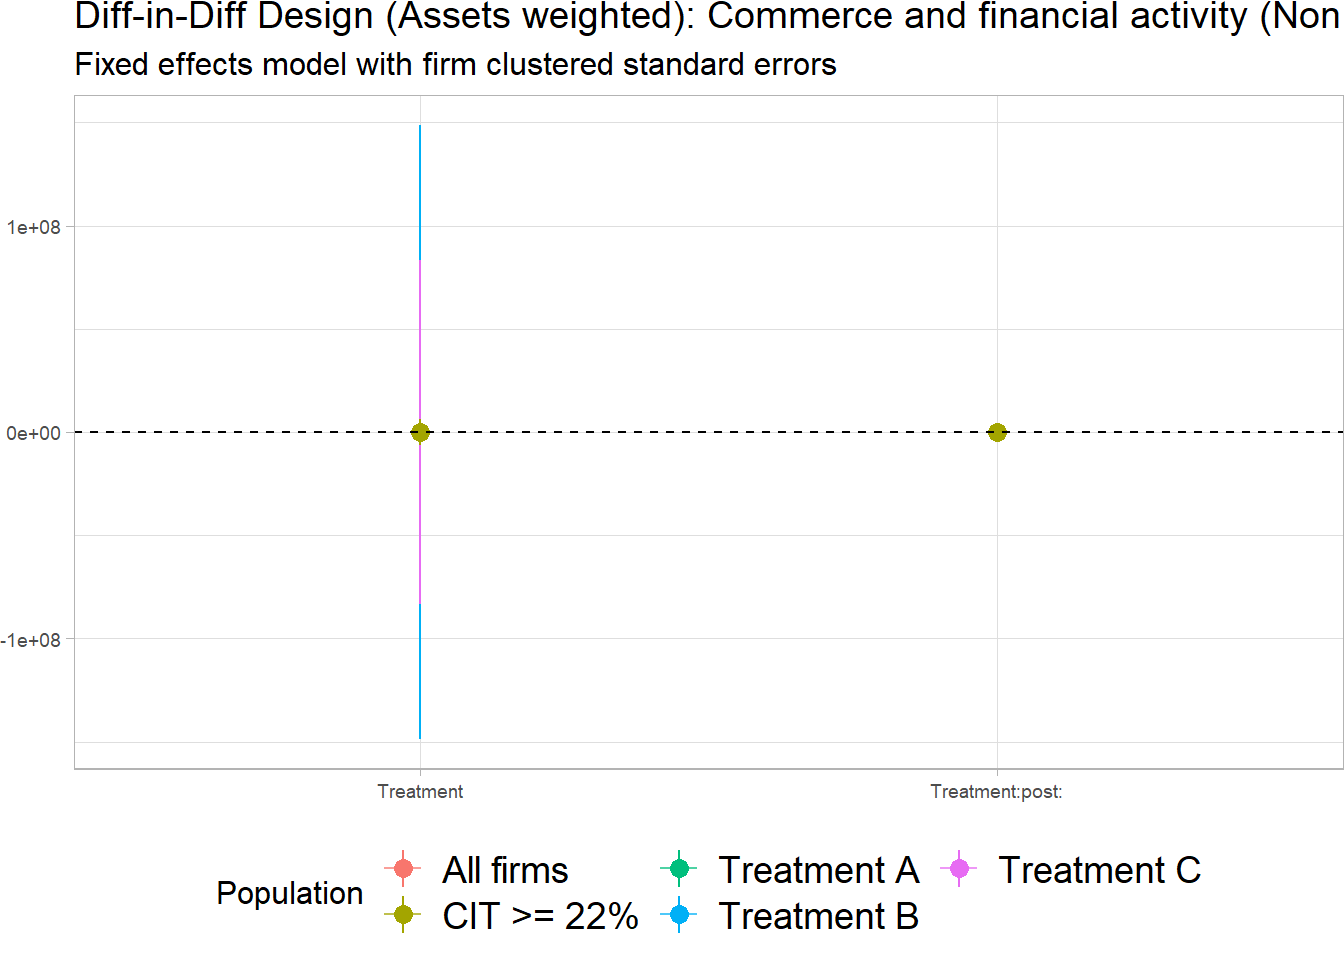 Diff-in-Diff Design (Assets weighted): Commerce and financial activity (Non
Fixed effects model with firm clustered standard errors
1e+08
0e+00
-1e+08
Treatment
Treatment:post:
Population
All firms
CIT >= 22%
Treatment A
Treatment B
Treatment C